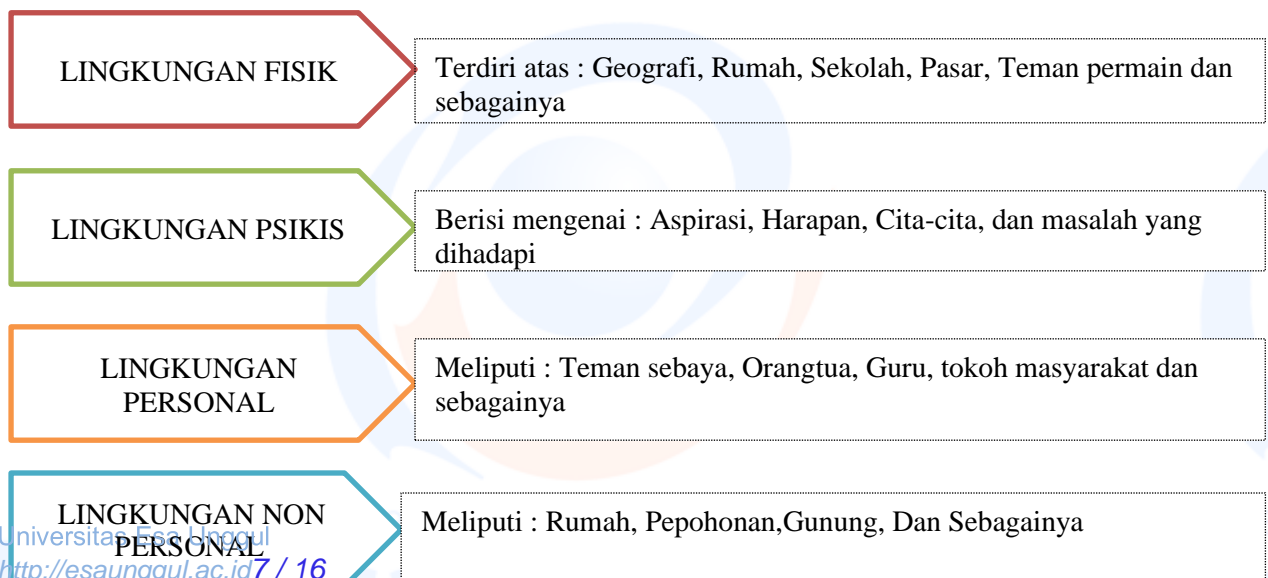 LINGKUNGAN FISIK
Terdiri atas : Geografi, Rumah, Sekolah, Pasar, Teman permain dan
sebagainya
LINGKUNGAN PSIKIS
Berisi mengenai : Aspirasi, Harapan, Cita-cita, dan masalah yang
dihadapi
LINGKUNGAN
PERSONAL
Meliputi : Teman sebaya, Orangtua, Guru, tokoh masyarakat dan
sebagainya
LINGKUNGAN NON
PERSONAL
Meliputi : Rumah, Pepohonan,Gunung, Dan Sebagainya
Universitas Esa Unggul
http://esaunggul.ac.id7 / 16